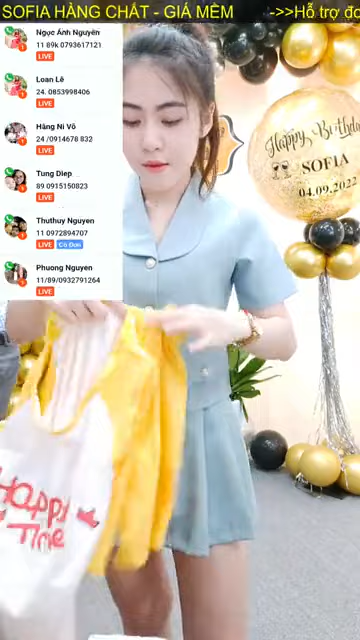 SOFIA HÀNG CHẤT - GIÁ MỀM ->>Hỗ trợ đơ
Ngọc Ánh Nguyễn
11 89k 0793617121
LIVE
Loan Lê
24. 0853998406
LIVE
Hằng Ni Võ
24 /0914678 832
LIVE
Tung Diep
89 0915150823
LIVE
Thuthuy Nguyen
11 0972894707
LIVE Có Đơn
Phuong Nguyen
11/89/0932791264
LIVE
Happy Birthda
SOFIA
04.09.2022
HAPPY
TIME